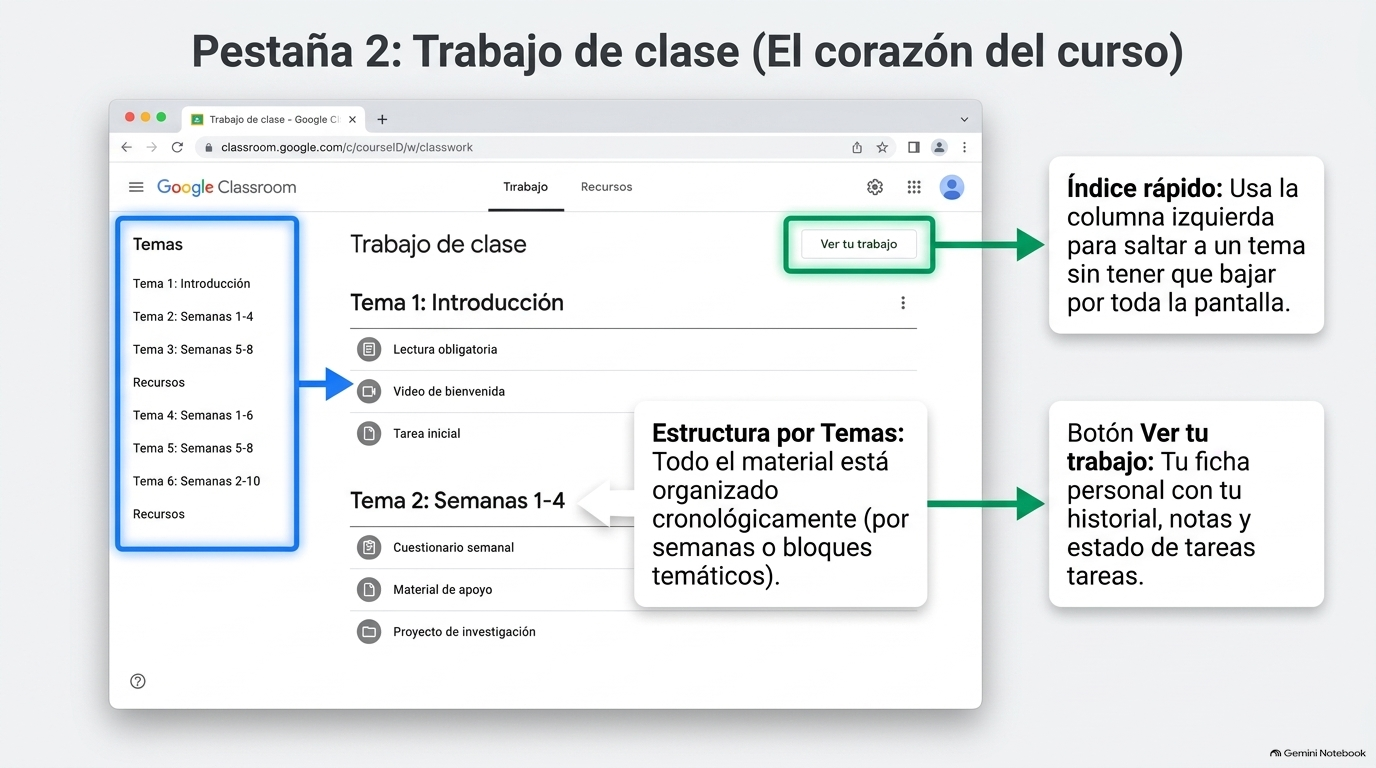 Pestaña 2: Trabajo de clase (El corazón del curso)
Trabajo de clase - Google Cl
classroom.google.com/c/courseID/w/classwork
Google Classroom
Trabajo
Recursos
Temas
Tema 1: Introducción
Tema 2: Semanas 1-4
Tema 3: Semanas 5-8
Recursos
Tema 4: Semanas 1-6
Tema 5: Semanas 5-8
Tema 6: Semanas 2-10
Recursos
Trabajo de clase
Ver tu trabajo
Tema 1: Introducción
Lectura obligatoria
Video de bienvenida
Tarea inicial
Tema 2: Semanas 1-4
Cuestionario semanal
Material de apoyo
Proyecto de investigación
Estructura por Temas:
Todo el material está
organizado
cronológicamente (por
semanas o bloques
temáticos).
Índice rápido: Usa la
columna izquierda
para saltar a un tema
sin tener que bajar
por toda la pantalla.
Botón Ver tu
trabajo: Tu ficha
personal con tu
historial, notas y
estado de tareas
tareas.
Gemini Notebook